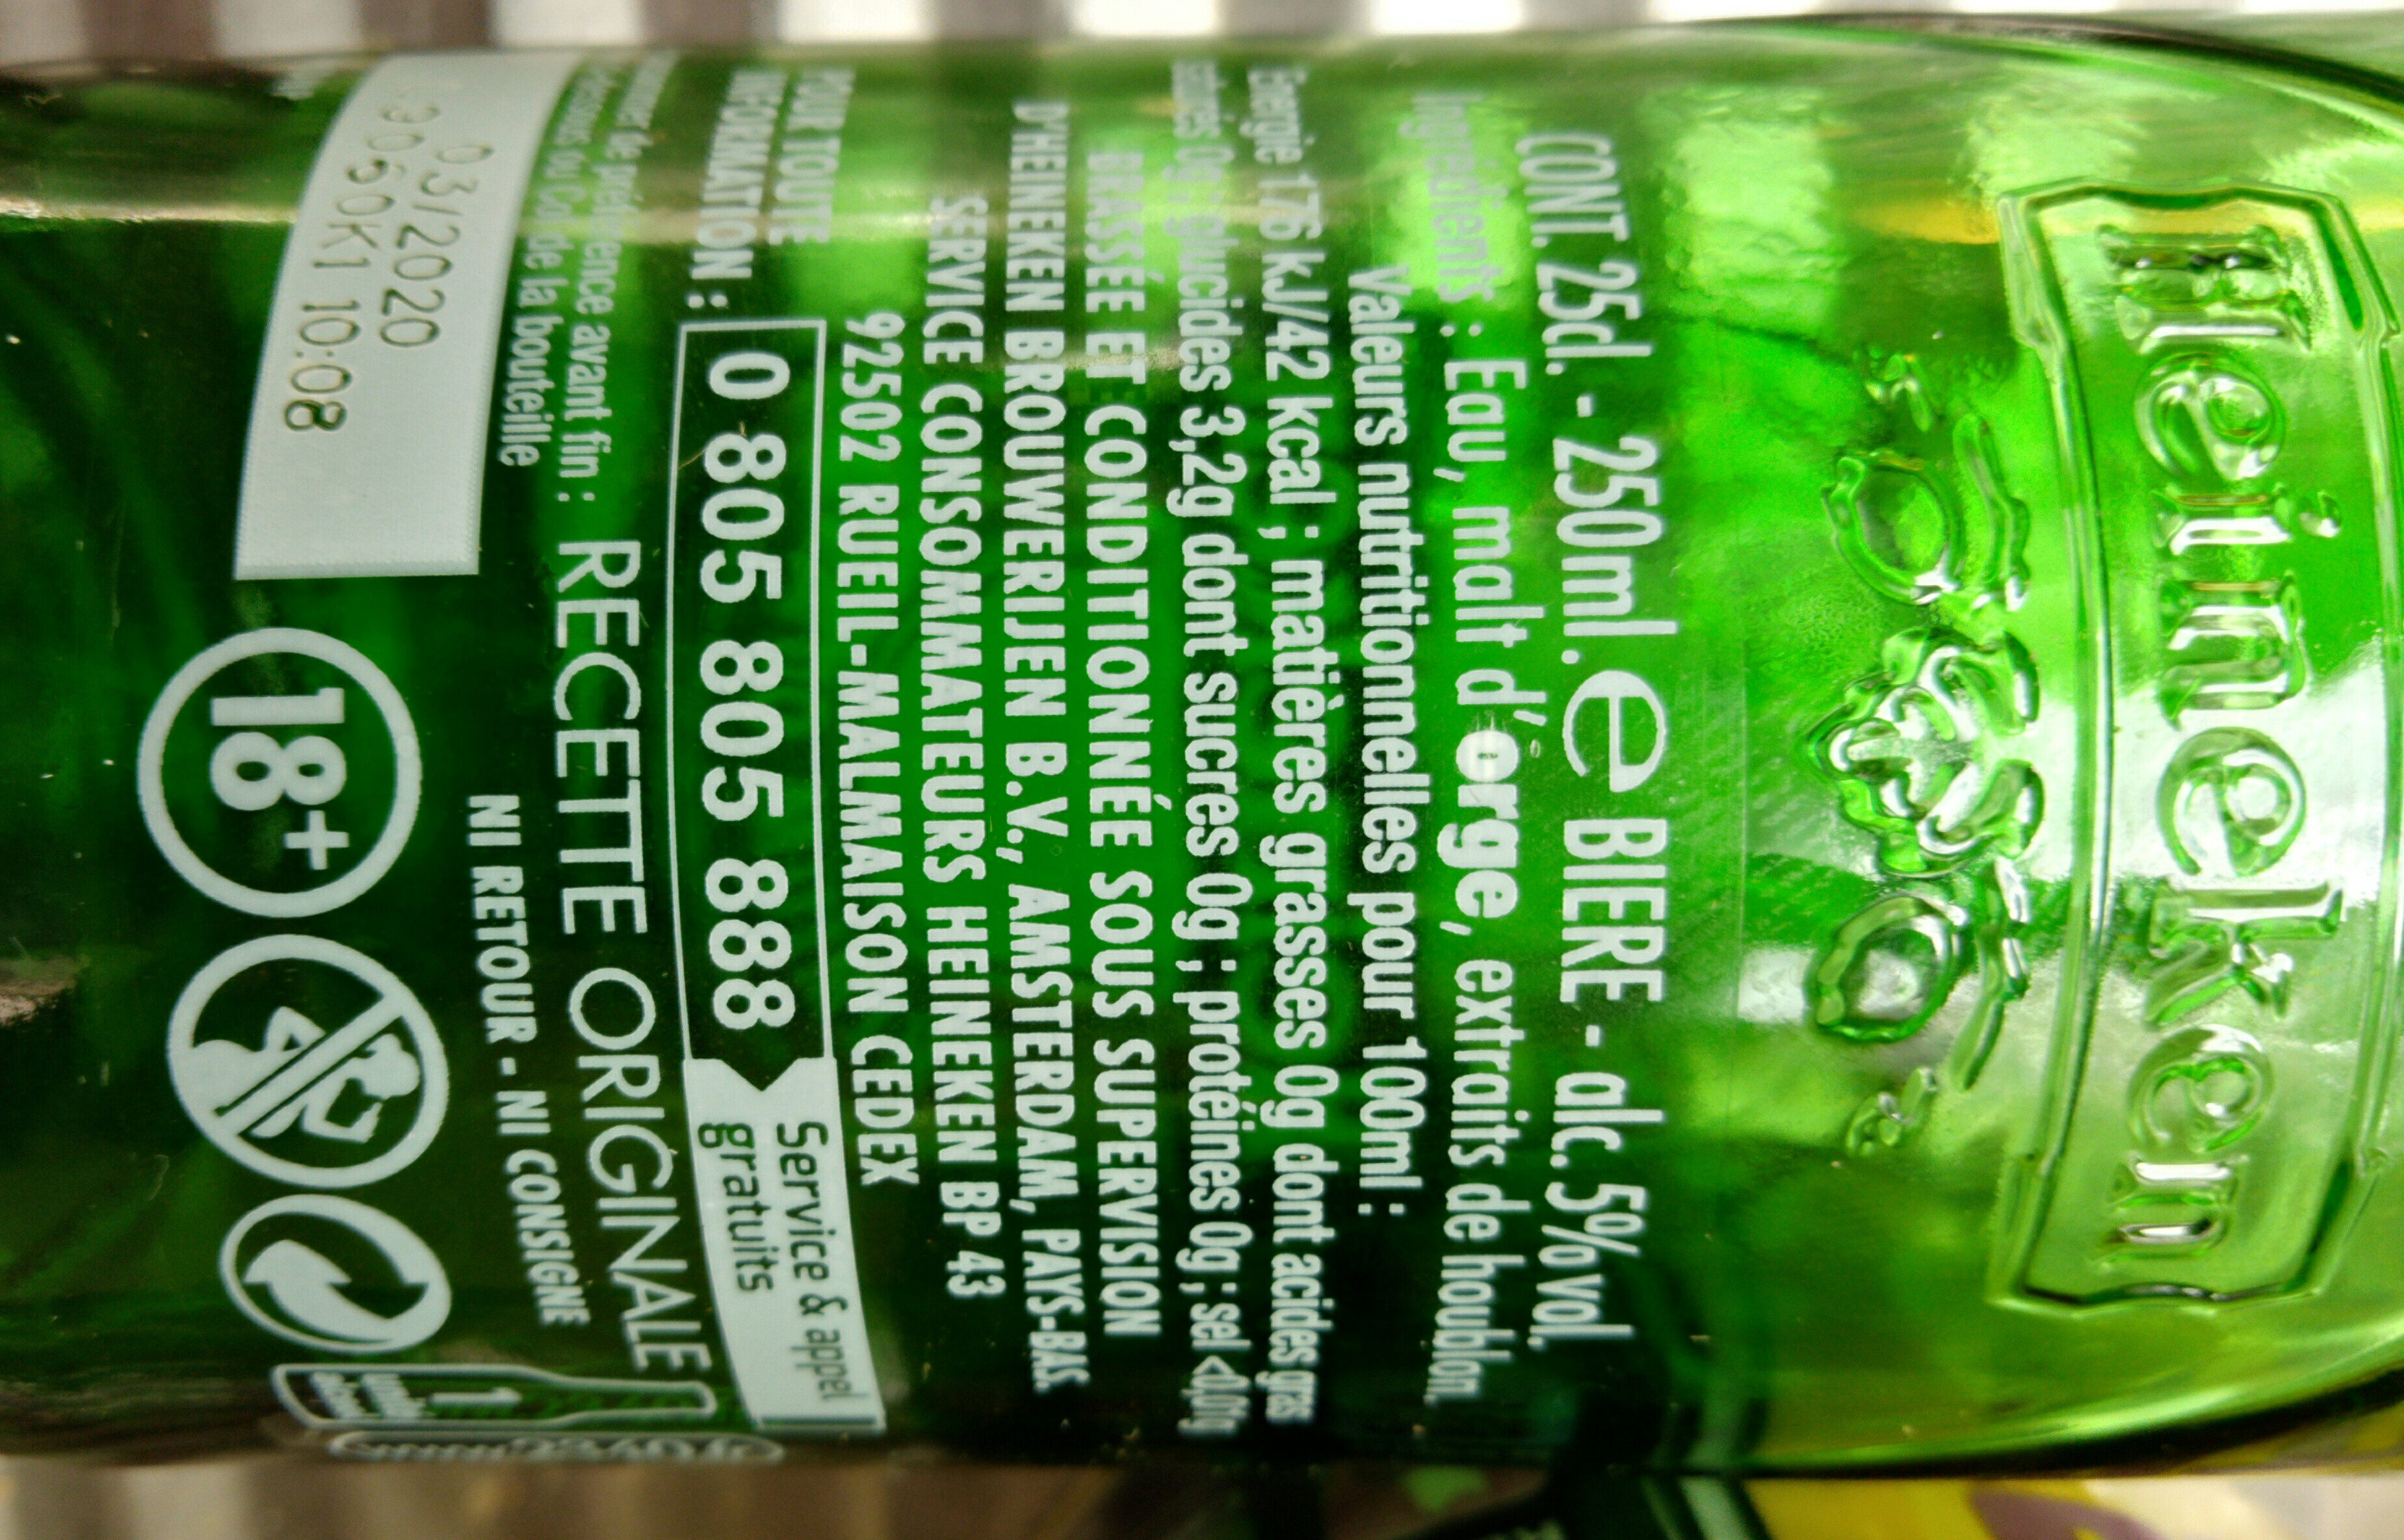 Heineken
CONT. 25cl. - 250ml. e BIERE - alc. 5% vol.
Ingrédients : Eau, malt d'orge, extraits de houblon.
Valeurs nutritionnelles pour 100ml :
Energie 176 kJ/42 kcal ; matières grasses 0g dont acides gras
saturés 0g ; glucides 3,2g dont sucres 0g ; protéines 0g ; sel <0,01g
BRASSÉE ET CONDITIONNÉE SOUS SUPERVISION
D'HEINEKEN BROUWERIJEN B.V., AMSTERDAM, PAYS-BAS.
SERVICE CONSOMMATEURS HEINEKEN BP 43
92502 RUEIL-MALMAISON CEDEX
POUR TOUTE
INFORMATION :
0 805 805 888
Service & appel
gratuits
de préférence avant fin :
de la bouteille
RECETTE ORIGINALE
NI RETOUR - NI CONSIGNE
03/2020
10:08
18+
1